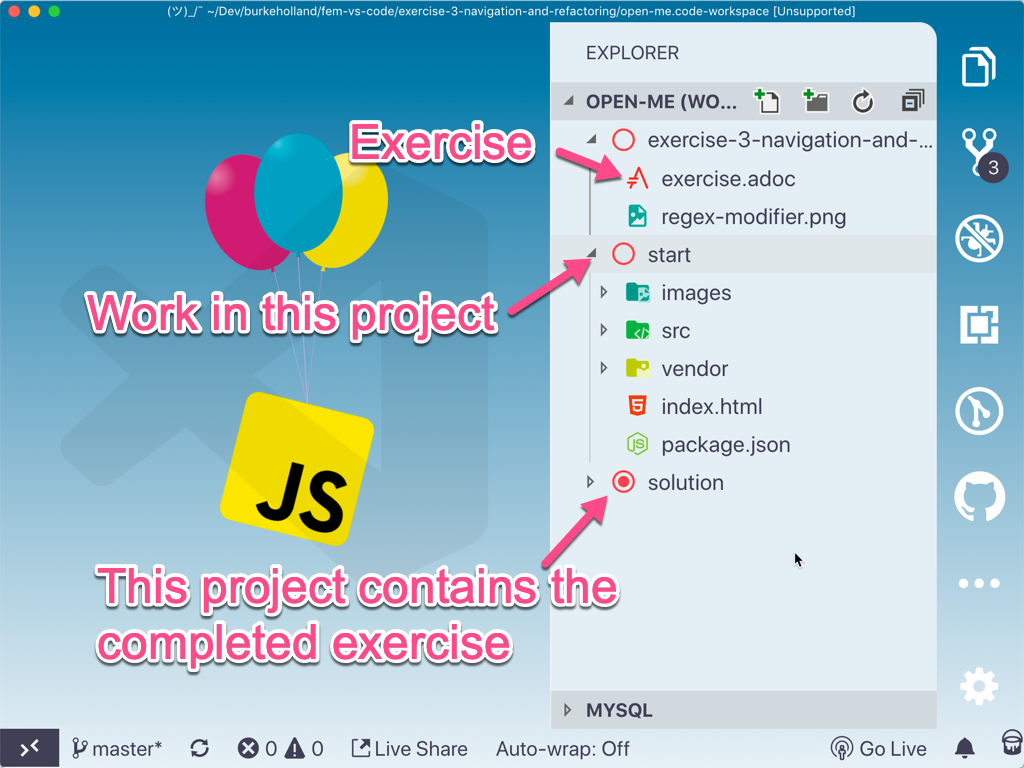 (ツ)_/¯ ~/Dev/burkeholland/fem-vs-code/exercise-3-navigation-and-refactoring/open-me.code-workspace [Unsupported]
EXPLORER
OPEN-ME (WO...
Exercise
exercise-3-navigation-and-...
exercise.adoc
regex-modifier.png
3
start
Work in this project
images
src
vendor
index.html
package.json
JS
solution
This project contains the
completed exercise
MYSQL
master* 0 0 Live Share Auto-wrap: Off Go Live